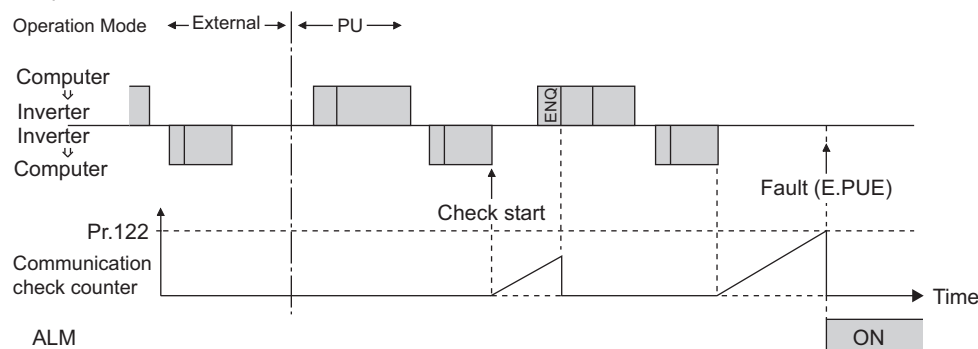 Operation Mode
External
PU
Computer
⇓
Inverter
ENQ
Inverter
⇓
Computer
Fault (E.PUE)
Check start
Pr.122
Communication
check counter
Time
ALM
ON